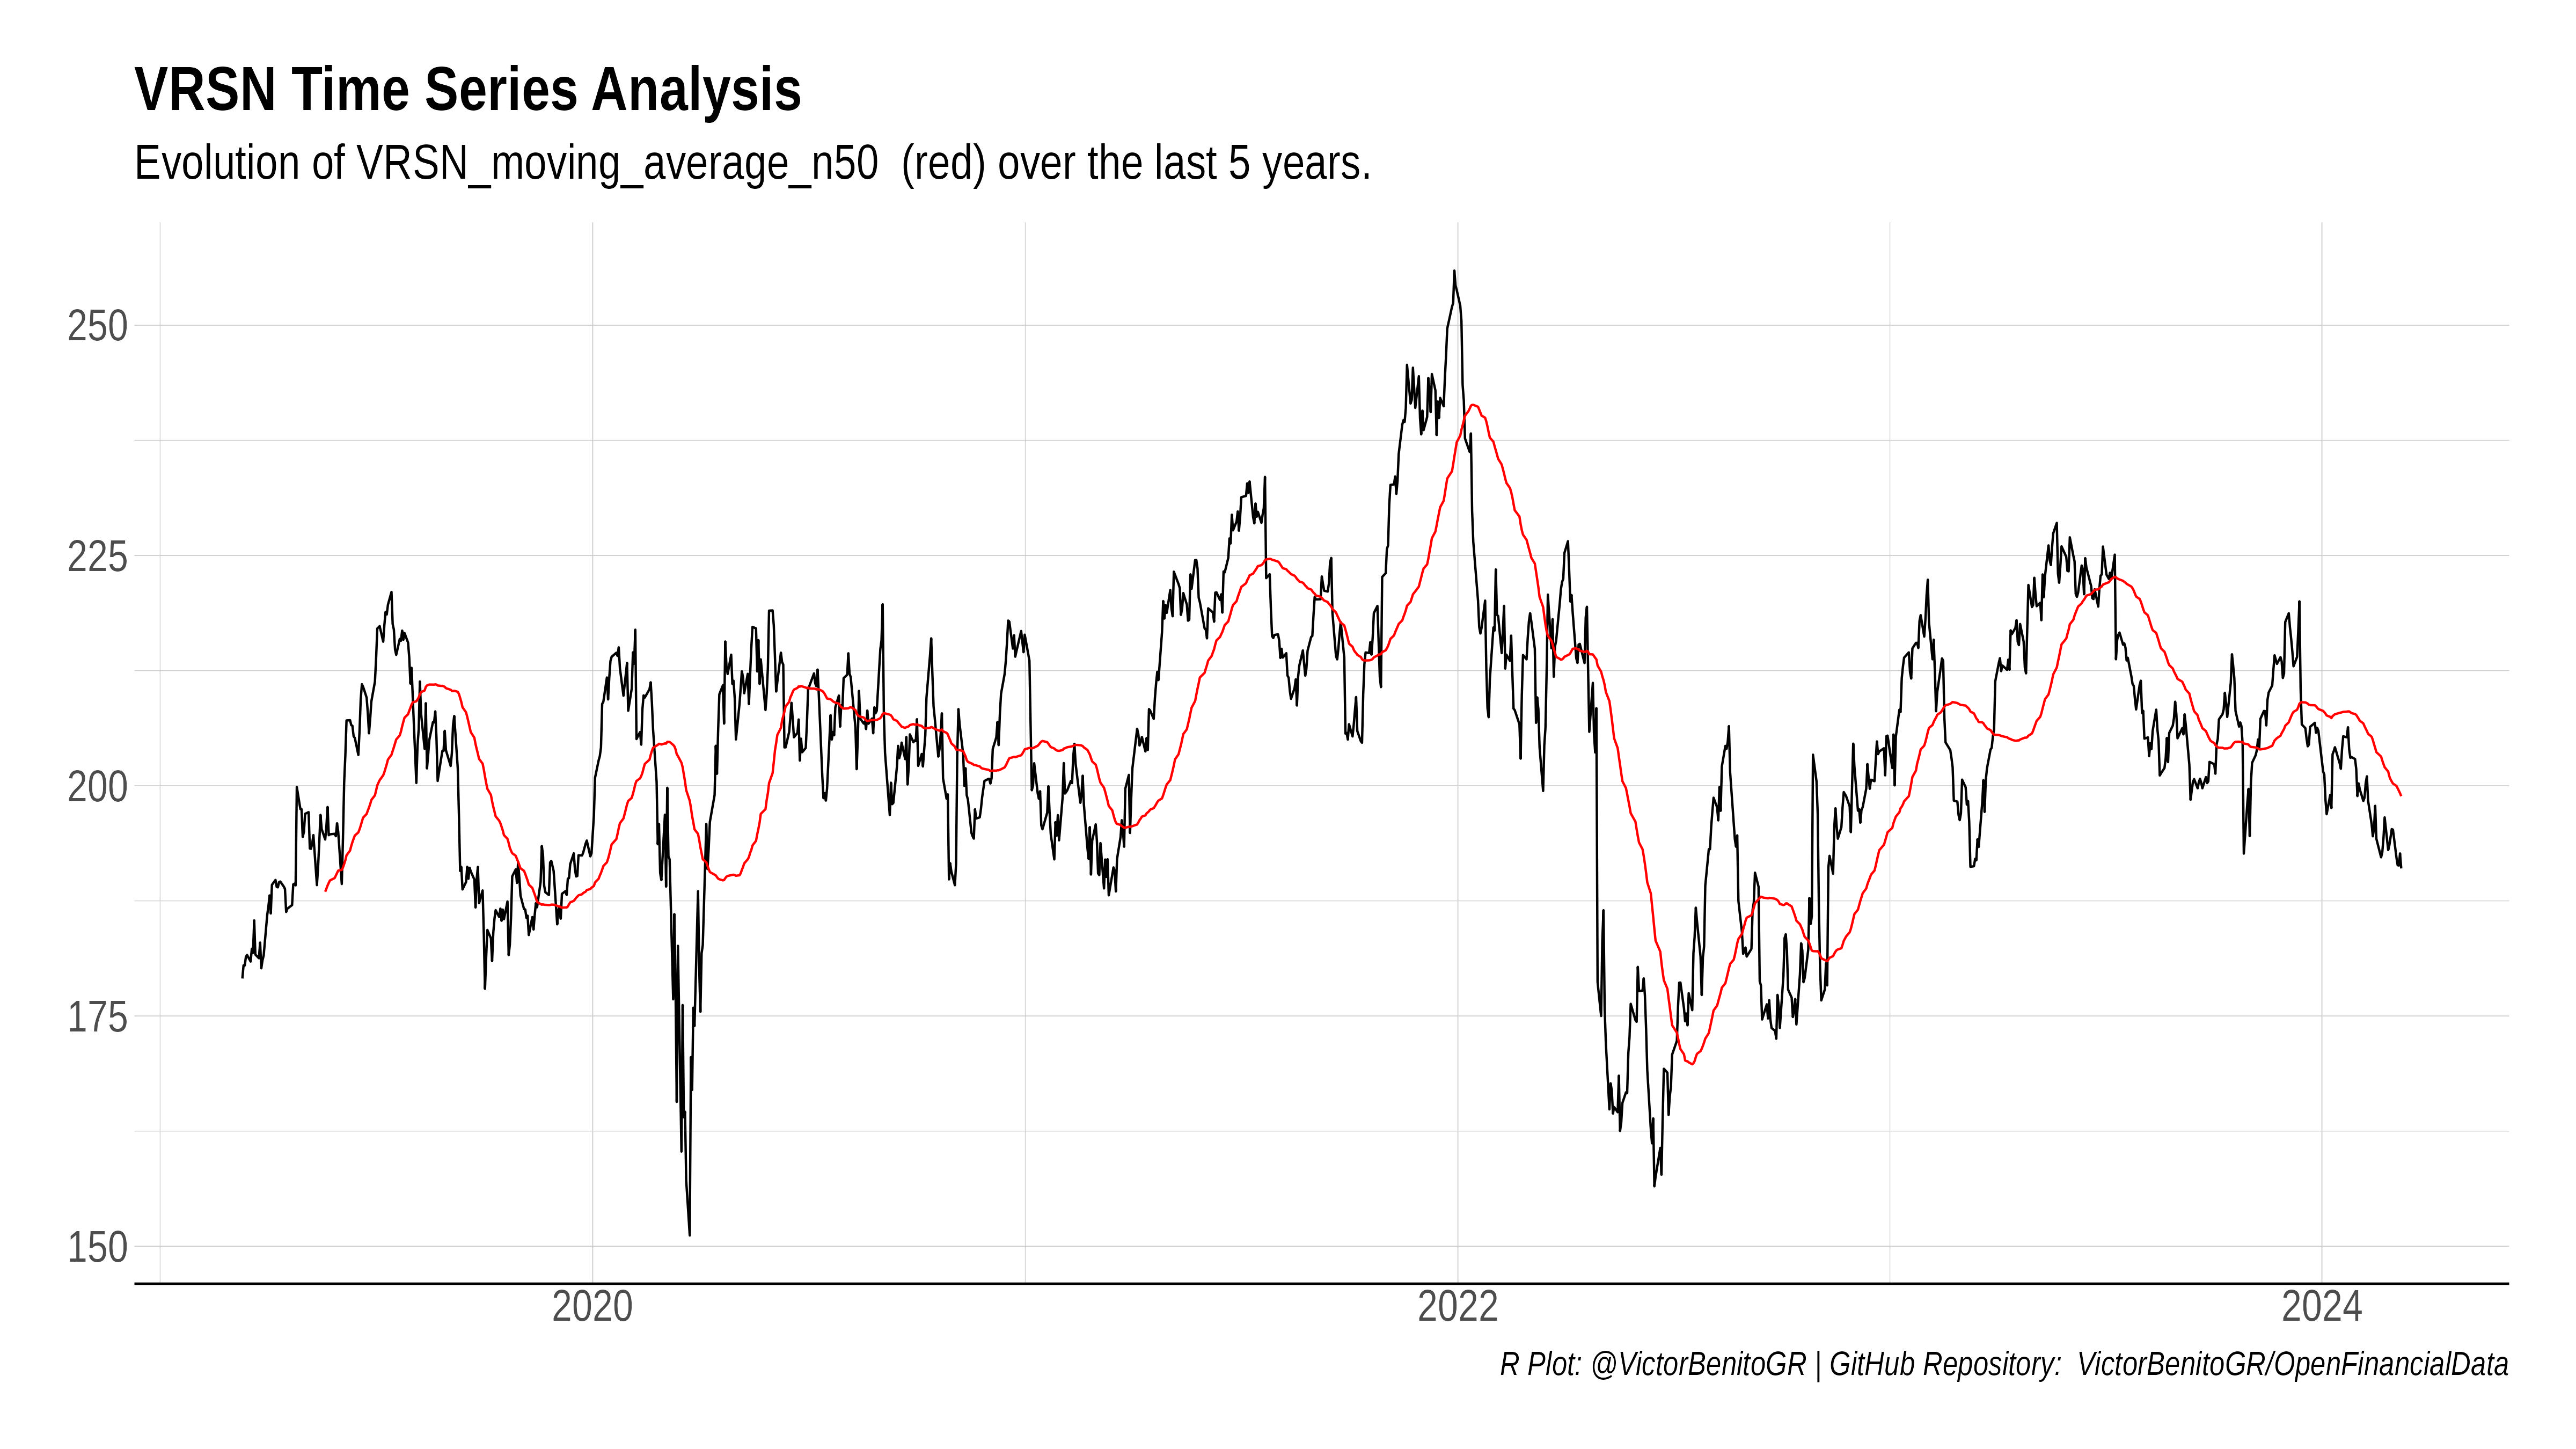 VRSN Time Series Analysis
Evolution of VRSN_moving_average_n50  (red) over the last 5 years.
250
225
200
175
150
2020
2022
2024
R Plot: @VictorBenitoGR | GitHub Repository:  VictorBenitoGR/OpenFinancialData